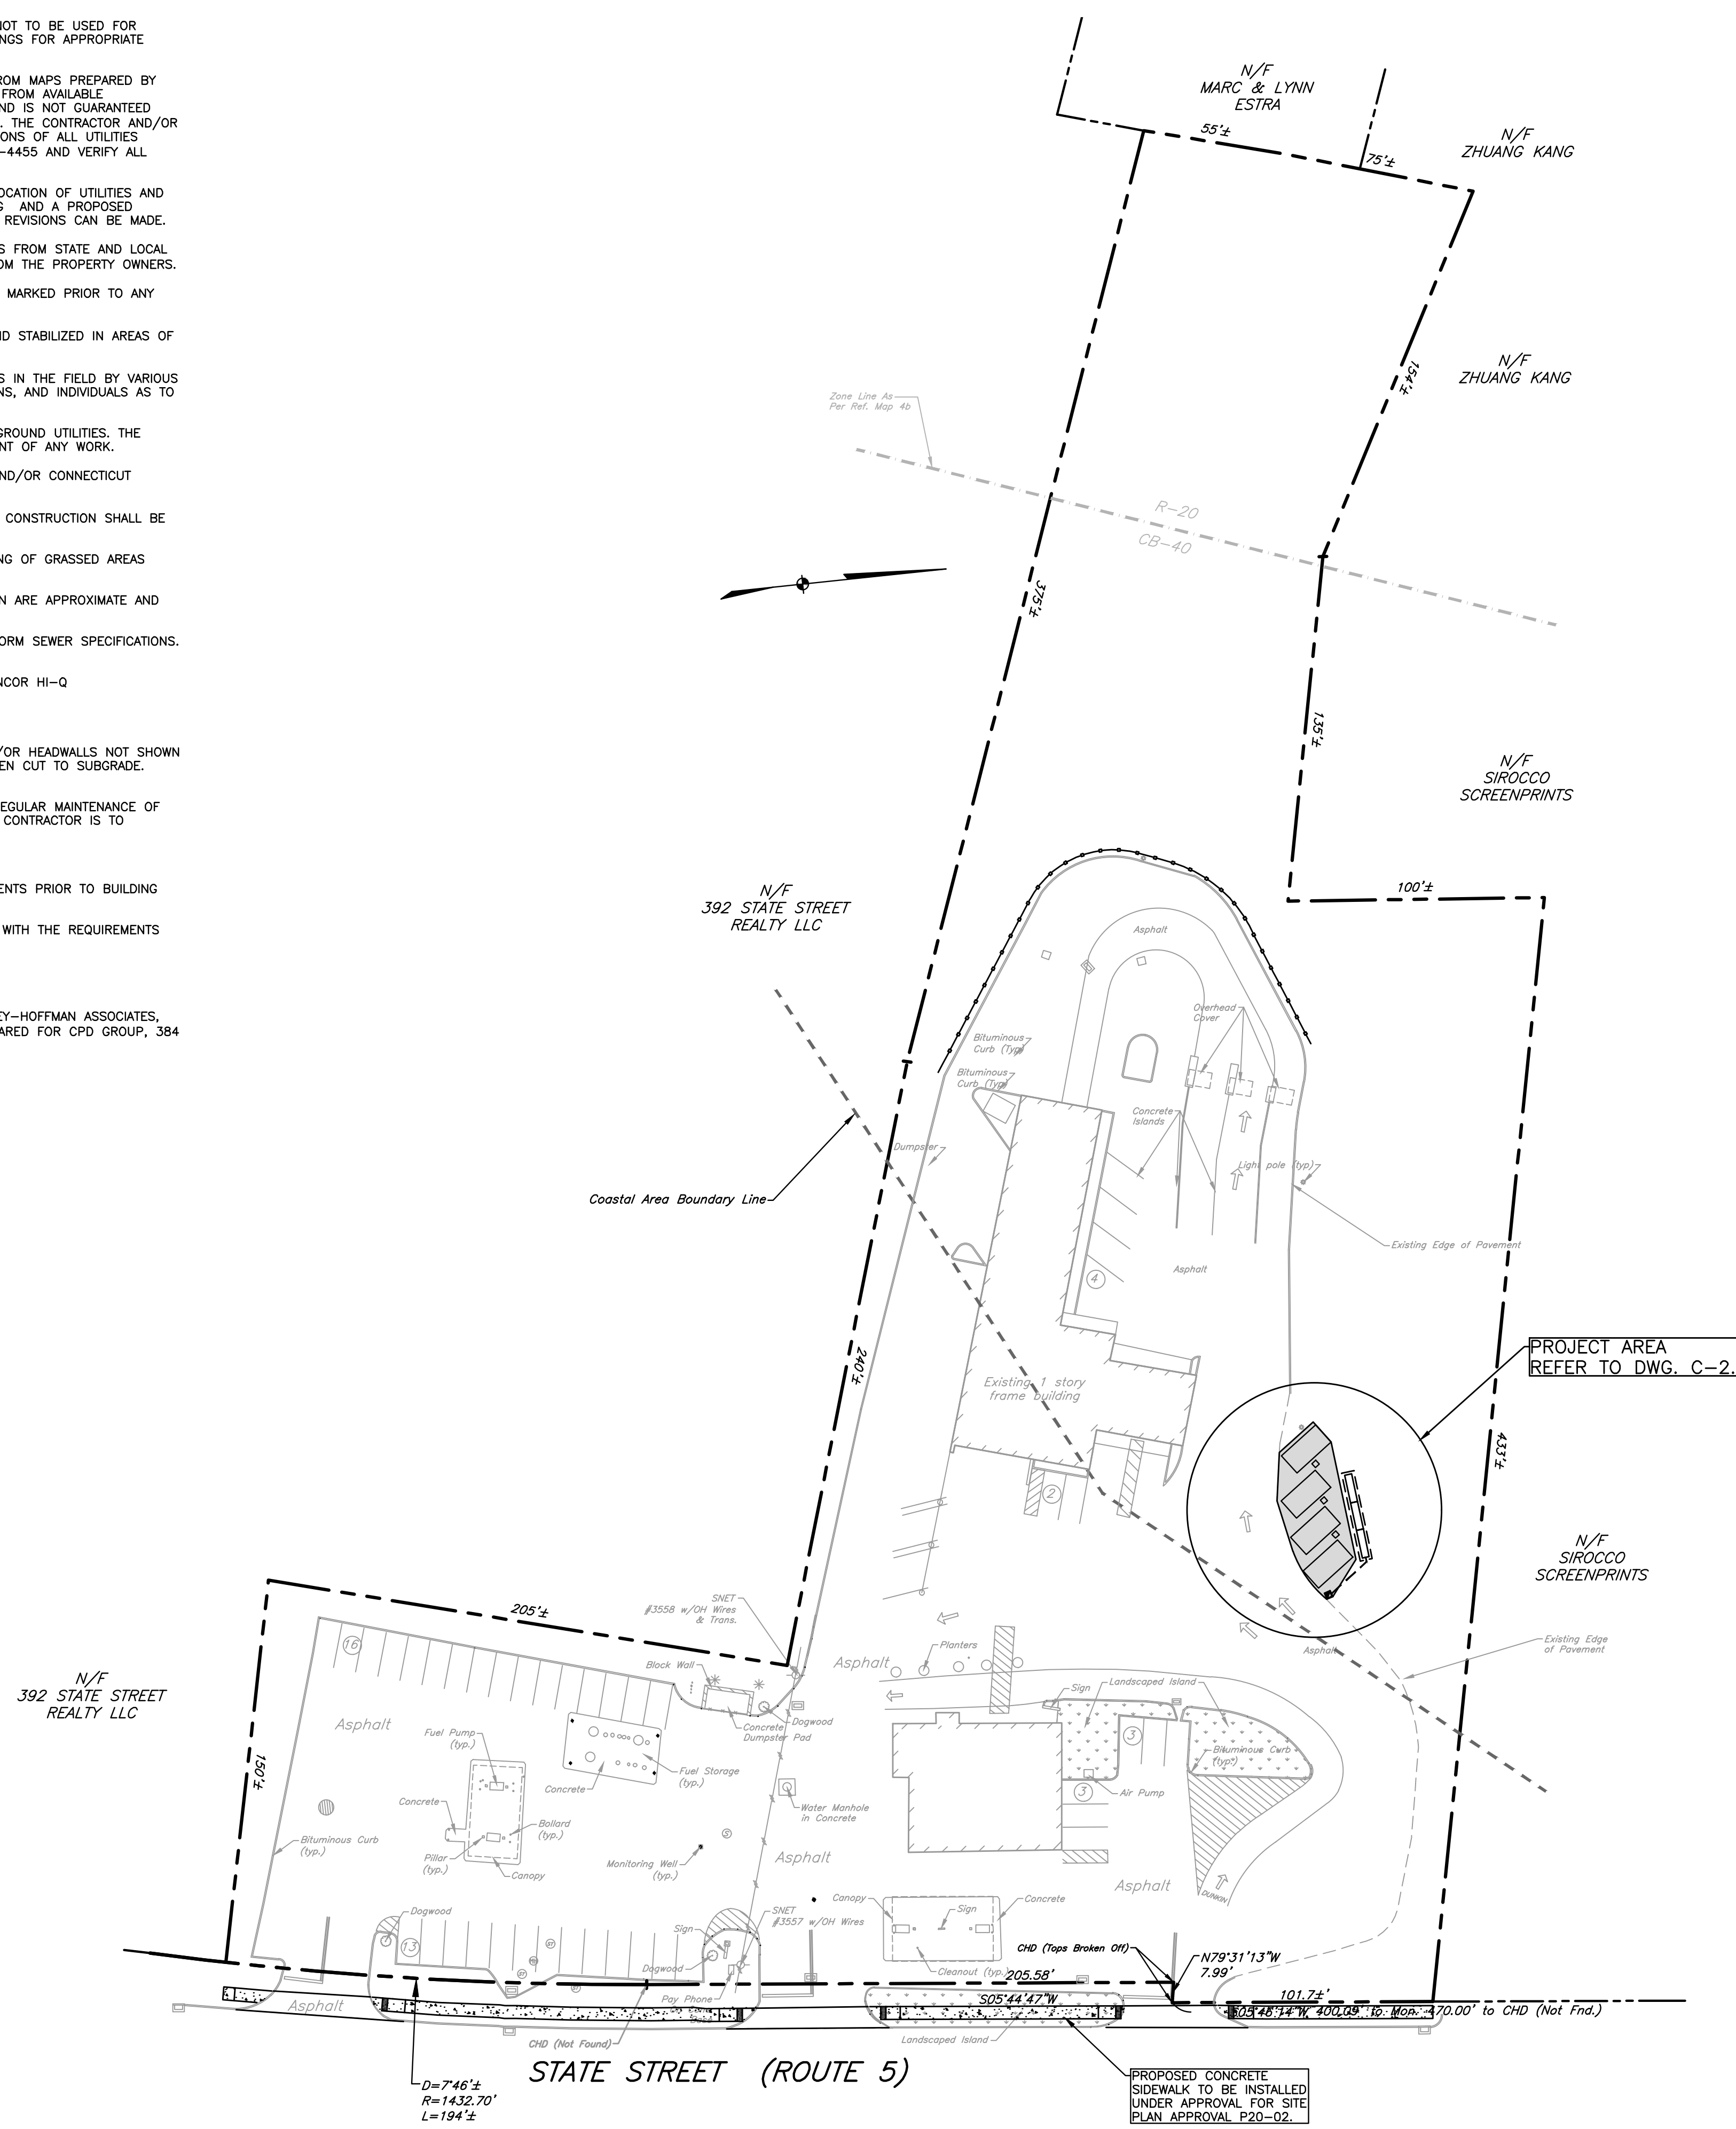 NOT TO BE USED FOR
NGS FOR APPROPRIATE
ROM MAPS PREPARED BY
FROM AVAILABLE
ND IS NOT GUARANTEED
. THE CONTRACTOR AND/OR
ONS OF ALL UTILITIES
-4455 AND VERIFY ALL
OCATION OF UTILITIES AND
G AND A PROPOSED
REVISIONS CAN BE MADE.
S FROM STATE AND LOCAL
OM THE PROPERTY OWNERS.
MARKED PRIOR TO ANY
ND STABILIZED IN AREAS OF
S IN THE FIELD BY VARIOUS
NS, AND INDIVIDUALS AS TO
GROUND UTILITIES. THE
NT OF ANY WORK.
ND/OR CONNECTICUT
CONSTRUCTION SHALL BE
NG OF GRASSED AREAS
N ARE APPROXIMATE AND
ORM SEWER SPECIFICATIONS.
NCOR HI-Q
/OR HEADWALLS NOT SHOWN
EN CUT TO SUBGRADE.
EGULAR MAINTENANCE OF
CONTRACTOR IS TO
ENTS PRIOR TO BUILDING
WITH THE REQUIREMENTS
EY-HOFFMAN ASSOCIATES,
ARED FOR CPD GROUP, 384
N/F
MARC & LYNN
ESTRA
55'±
75'±
N/F
ZHUANG KANG
154'±
N/F
ZHUANG KANG
Zone Line As
Per Ref. Map 4b
R-20
CB-40
375'±
135'±
N/F
SIROCCO
SCREENPRINTS
100'±
N/F
392 STATE STREET
REALTY LLC
Asphalt
Overhead
Cover
Bituminous
Curb (Typ)
Bituminous
Curb (Typ)
Concrete
Islands
Dumpster
Light pole (typ)
Coastal Area Boundary Line
Existing Edge of Pavement
Asphalt
4
240'±
PROJECT AREA
REFER TO DWG. C-2.
Existing 1 story
frame building
433'±
2
N/F
SIROCCO
SCREENPRINTS
205'±
SNET
#3558 w/OH Wires
& Trans.
16
Planters
Asphalt
Asphalt
Existing Edge
of Pavement
N/F
392 STATE STREET
REALTY LLC
Block Wall
Sign
Landscaped Island
Asphalt
Fuel Pump
(typ.)
Dogwood
Concrete
Dumpster Pad
3
Bituminous Curb
(typ.)
150'±
Fuel Storage
(typ.)
Concrete
3
Air Pump
Concrete
Water Manhole
in Concrete
Bollard
(typ.)
Bituminous Curb
(typ.)
Pillar
(typ.)
Canopy
Monitoring Well
(typ.)
Asphalt
Asphalt
DUNKIN
Dogwood
Canopy
Concrete
Sign
SNET
#3557 w/OH Wires
Sign
13
CHD (Tops Broken Off)
N79°31'13"W
7.99'
Dogwood
Cleanout (typ.)
205.58'
Pay Phone
101.7±'
S05°44'47"W
Asphalt
S05°46'14"W 400.09' to Mon. 470.00' to CHD (Not Fnd.)
CHD (Not Found)
Landscaped Island
STATE STREET (ROUTE 5)
D=7°46'±
R=1432.70'
L=194'±
PROPOSED CONCRETE
SIDEWALK TO BE INSTALLED
UNDER APPROVAL FOR SITE
PLAN APPROVAL P20-02.